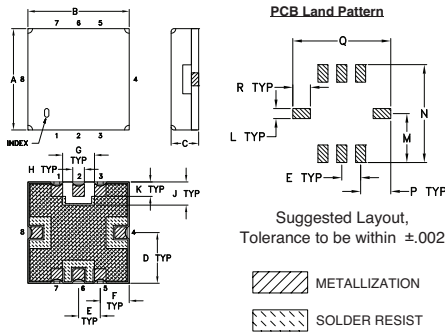 PCB Land Pattern
B
7 6 5
A
8
4
INDEX
1 2 3
C
Q
R TYP
L TYP
N
M
E TYP
P TYP
G
TYP
H TYP
1 2 3
K TYP
J TYP
8
4
D TYP
7
6
5
F
E
TYP
TYP
Suggested Layout,
Tolerance to be within ±.002
METALLIZATION
SOLDER RESIST